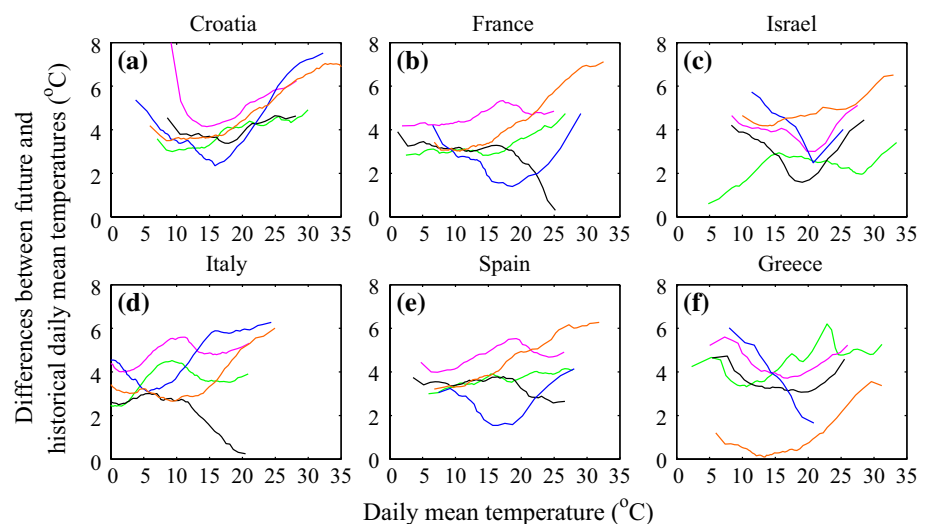 Croatia France Israel
(a) (b) (c)
8 8 8
6 6 6
4 4 4
2 2 2
0 0 0
0 5 10 15 20 25 30 35 0 5 10 15 20 25 30 35 0 5 10 15 20 25 30 35
Italy Spain Greece
(d) (e) (f)
8 8 8
6 6 6
4 4 4
2 2 2
0 0 0
0 5 10 15 20 25 30 35 0 5 10 15 20 25 30 35 0 5 10 15 20 25 30 35
Differences between future and
historical daily mean temperatures (°C)
Daily mean temperature (°C)